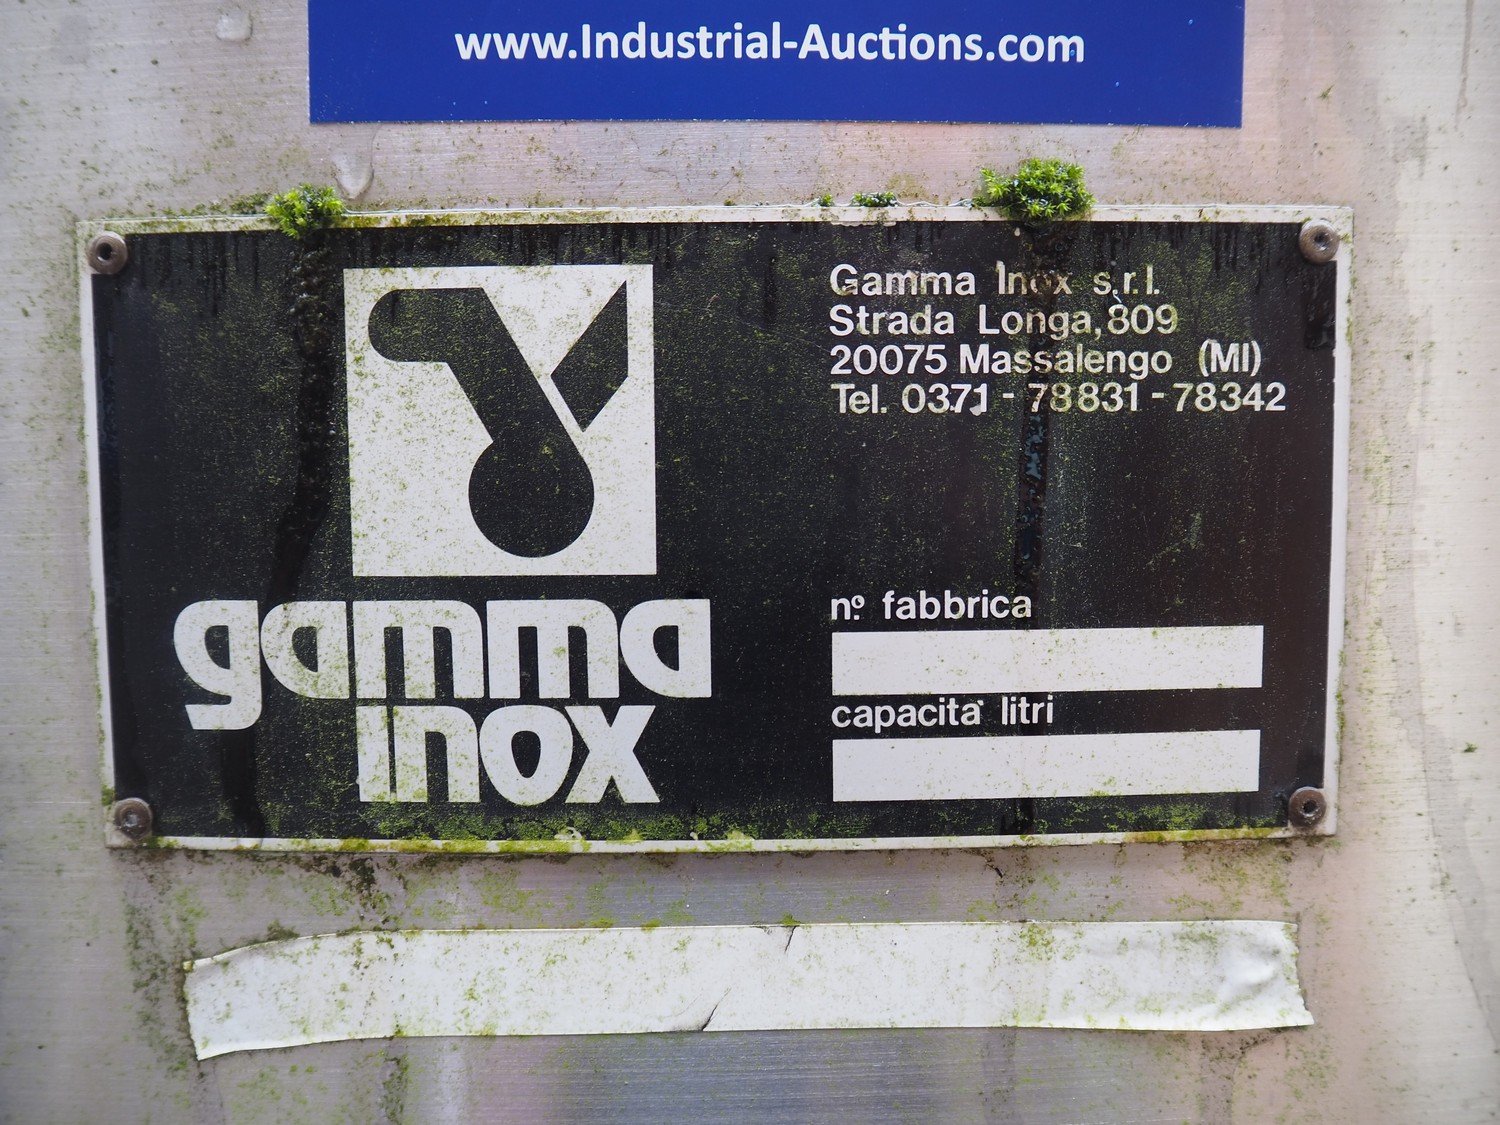 www.Industrial-Auctions.com
Gamma Inox s.r.l.
Strada Longa, 809
20075 Massalengo (MI)
Tel. 0371 - 78831 - 78342
gamma
inox
nº. fabbrica
capacità litri